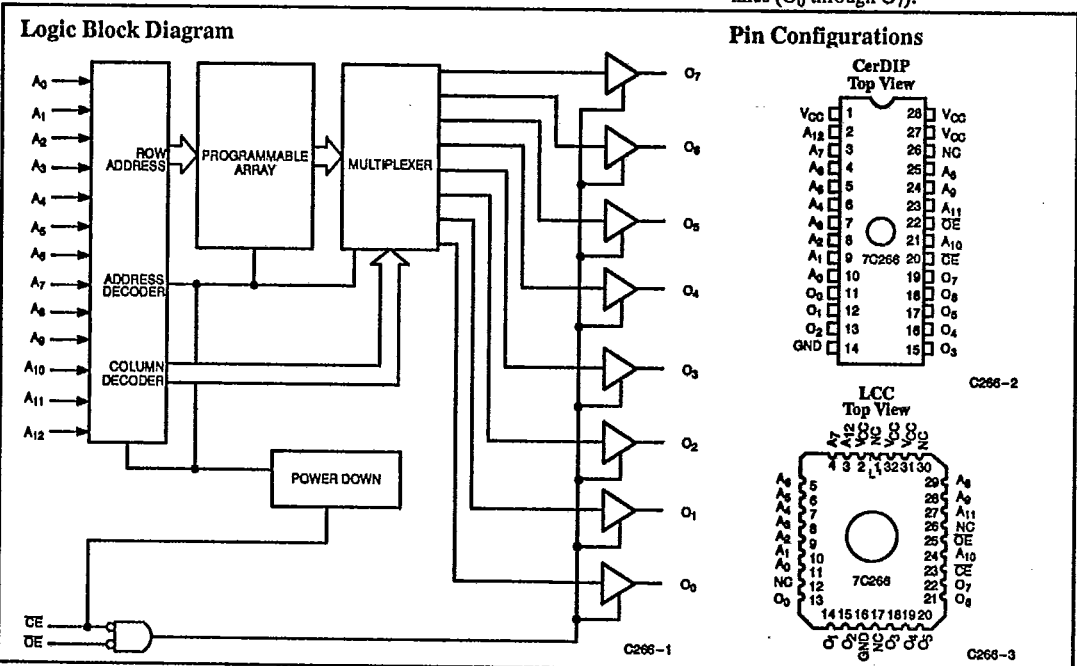 lines (O0 through O7).
Logic Block Diagram
A0
A1
A2
A3
A4
A5
A6
A7
A8
A9
A10
A11
A12
ROW
ADDRESS
ADDRESS
DECODER
COLUMN
DECODER
PROGRAMMABLE
ARRAY
MULTIPLEXER
POWER DOWN
CE
OE
O7
O6
O5
O4
O3
O2
O1
O0
C266-1
Pin Configurations
CerDIP
Top View
VCC 1 28 VCC
A12 2 27 VCC
A7 3 26 NC
A6 4 25 A8
A5 5 24 A9
A4 6 23 A11
A3 7 22 OE
A2 8 21 A10
A1 9 20 CE
A0 10 19 O7
O0 11 18 O6
O1 12 17 O5
O2 13 16 O4
GND 14 15 O3
7C266
C266-2
LCC
Top View
A7 A12 VCC NC VCC VCC NC
4 3 2 1 32 31 30
A6 5 29 A8
A5 6 28 A9
A4 7 27 A11
A3 8 26 NC
A2 9 25 OE
A1 10 24 A10
A0 11 23 CE
NC 12 22 O7
O0 13 21 O6
7C266
14 15 16 17 18 19 20
O1 O2 GND NC O3 O4 O5
C266-3